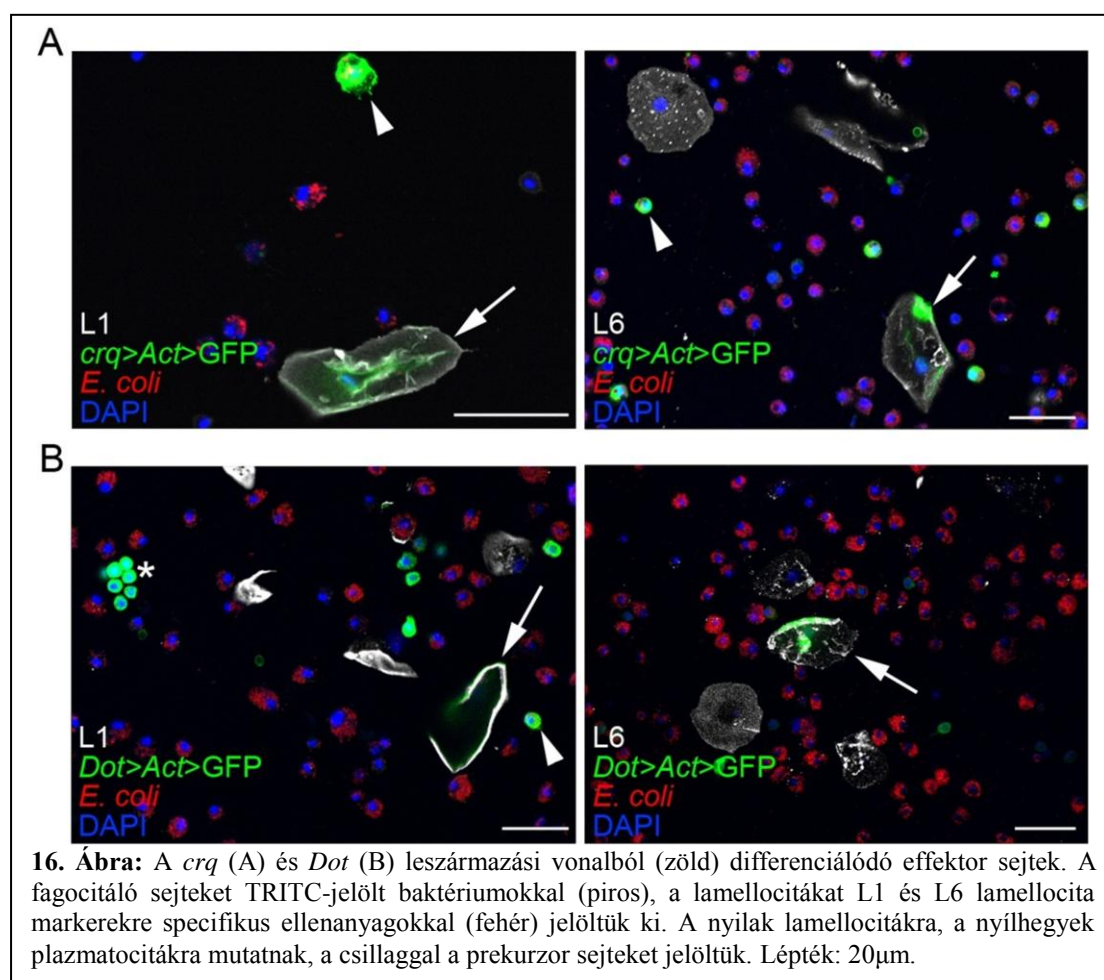 A
L1
crq>Act>GFP
E. coli
DAPI
L6
crq>Act>GFP
E. coli
DAPI
B
*
L1
Dot>Act>GFP
E. coli
DAPI
L6
Dot>Act>GFP
E. coli
DAPI
16. Ábra: A crq (A) és Dot (B) leszármazási vonalból (zöld) differenciálódó effektor sejtek. A
fagocitáló sejteket TRITC-jelölt baktériumokkal (piros), a lamellocitákat L1 és L6 lamellocita
markerekre specifikus ellenanyagokkal (fehér) jelöltük ki. A nyilak lamellocitákra, a nyílhegyek
plazmatocitákra mutatnak, a csillaggal a prekurzor sejteket jelöltük. Lépték: 20μm.